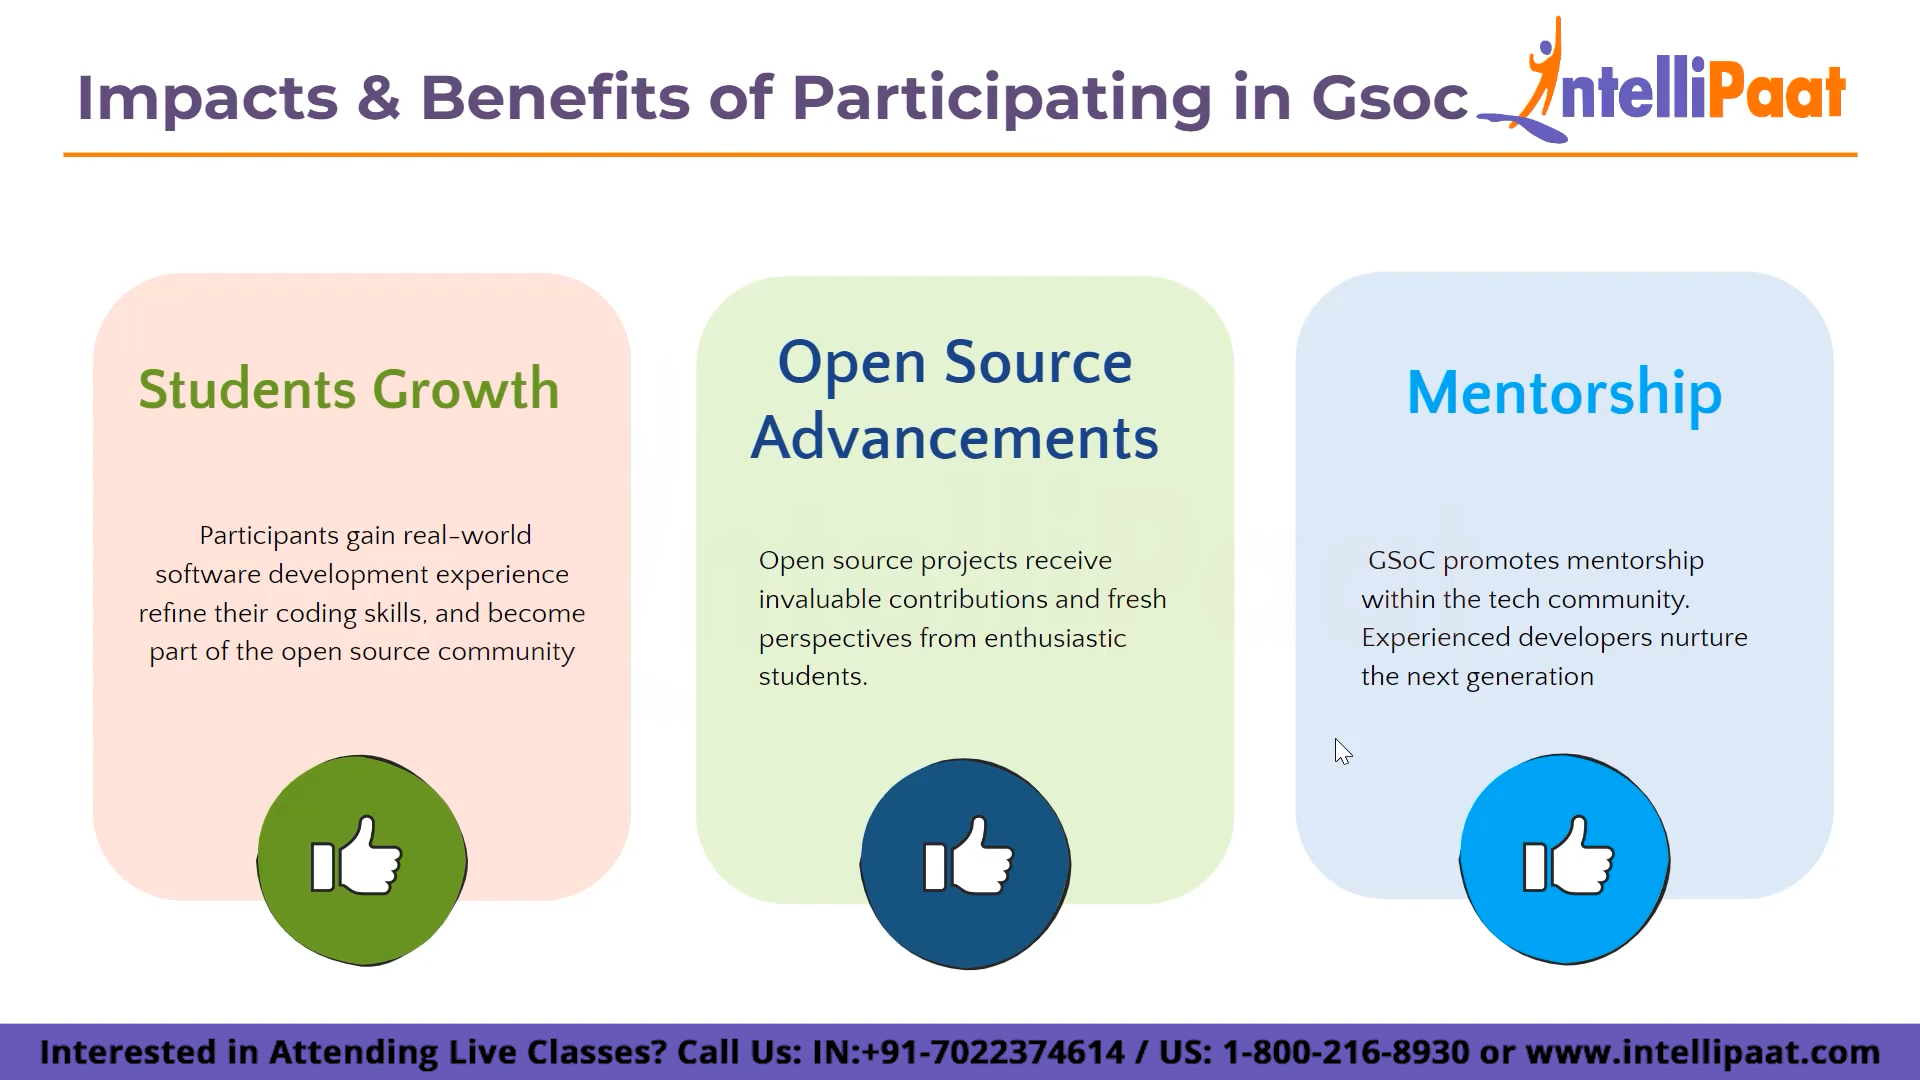 Impacts & Benefits of Participating in Gsoc
IntelliPaat
Students Growth
Participants gain real-world
software development experience
refine their coding skills, and become
part of the open source community
Open Source
Advancements
Open source projects receive
invaluable contributions and fresh
perspectives from enthusiastic
students.
Mentorship
GSoC promotes mentorship
within the tech community.
Experienced developers nurture
the next generation
Interested in Attending Live Classes? Call Us: IN:+91-7022374614 / US: 1-800-216-8930 or www.intellipaat.com